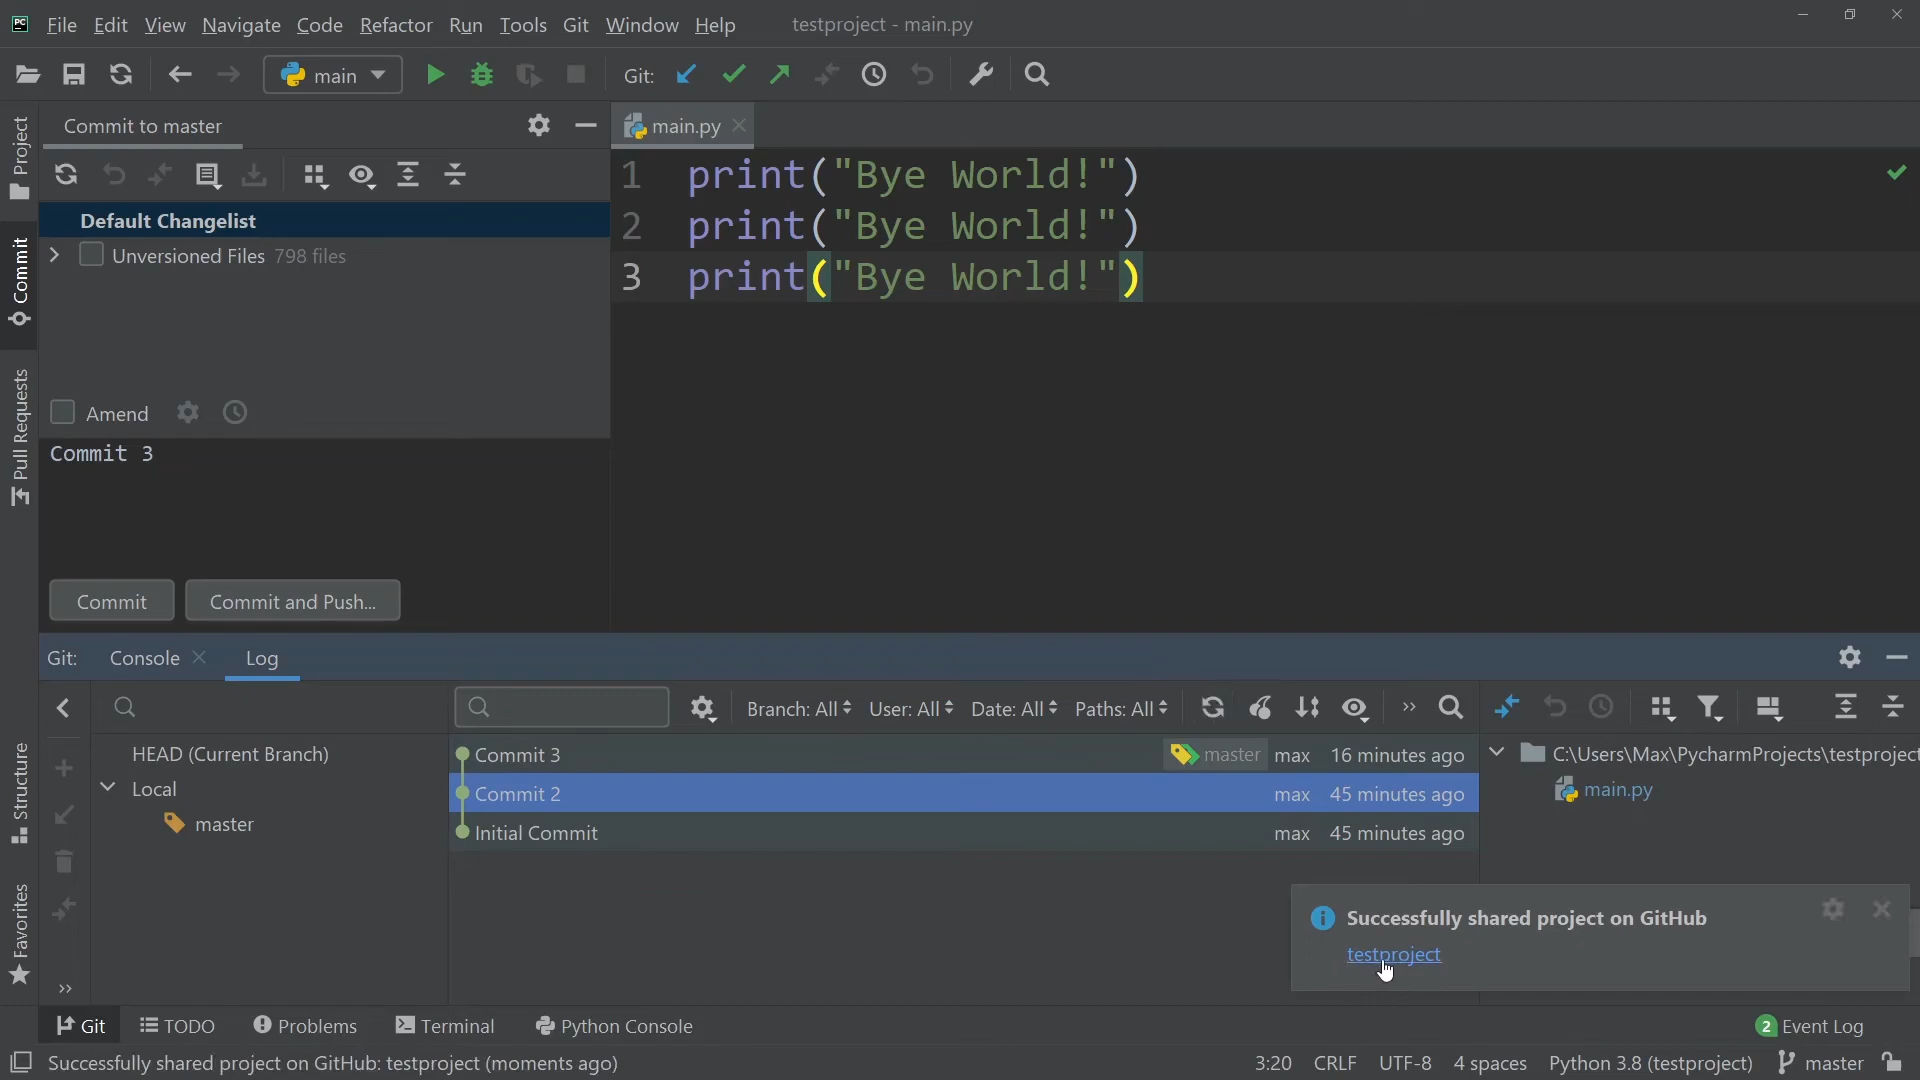 PC File Edit View Navigate Code Refactor Run Tools Git Window Help testproject - main.py
main Git:
Project
Commit
Pull Requests
Structure
Favorites
Commit to master
Default Changelist
Unversioned Files 798 files
Amend
Commit 3
Commit Commit and Push...
main.py
1 print("Bye World!")
2 print("Bye World!")
3 print("Bye World!")
Git: Console Log
Branch: All User: All Date: All Paths: All »
HEAD (Current Branch)
Local
master
»
Commit 3 master max 16 minutes ago
Commit 2 max 45 minutes ago
Initial Commit max 45 minutes ago
C:\Users\Max\PycharmProjects\testproject
main.py
Successfully shared project on GitHub
testproject
Git TODO Problems Terminal Python Console 2 Event Log
Successfully shared project on GitHub: testproject (moments ago) 3:20 CRLF UTF-8 4 spaces Python 3.8 (testproject) master